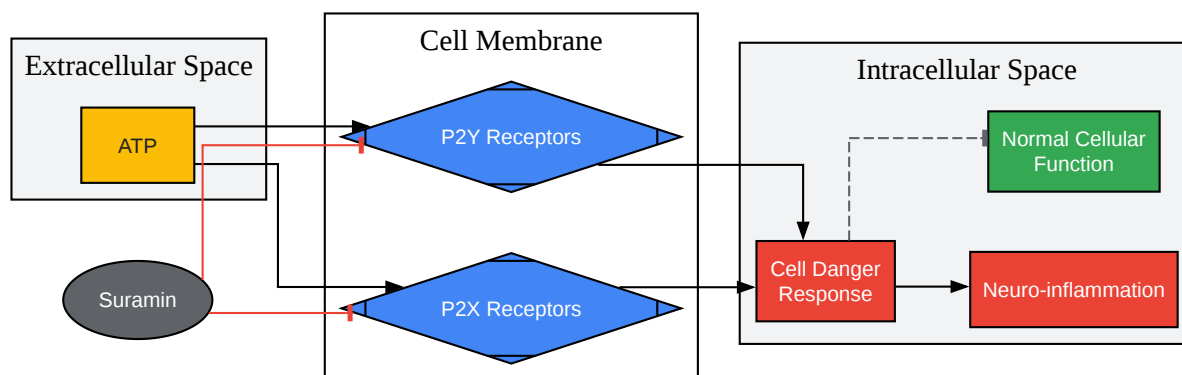 Extracellular Space
ATP
Suramin
Cell Membrane
P2Y Receptors
P2X Receptors
Intracellular Space
Normal Cellular
Function
Cell Danger
Response
Neuro-inflammation